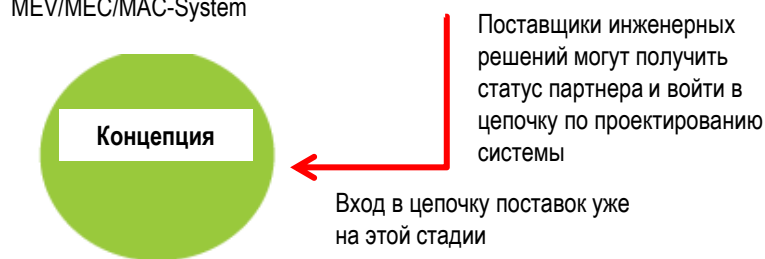 MEV/MEC/MAC-System
Поставщики инженерных
решений могут получить
статус партнера и войти в
цепочку по проектированию
системы
Концепция
Вход в цепочку поставок уже
на этой стадии